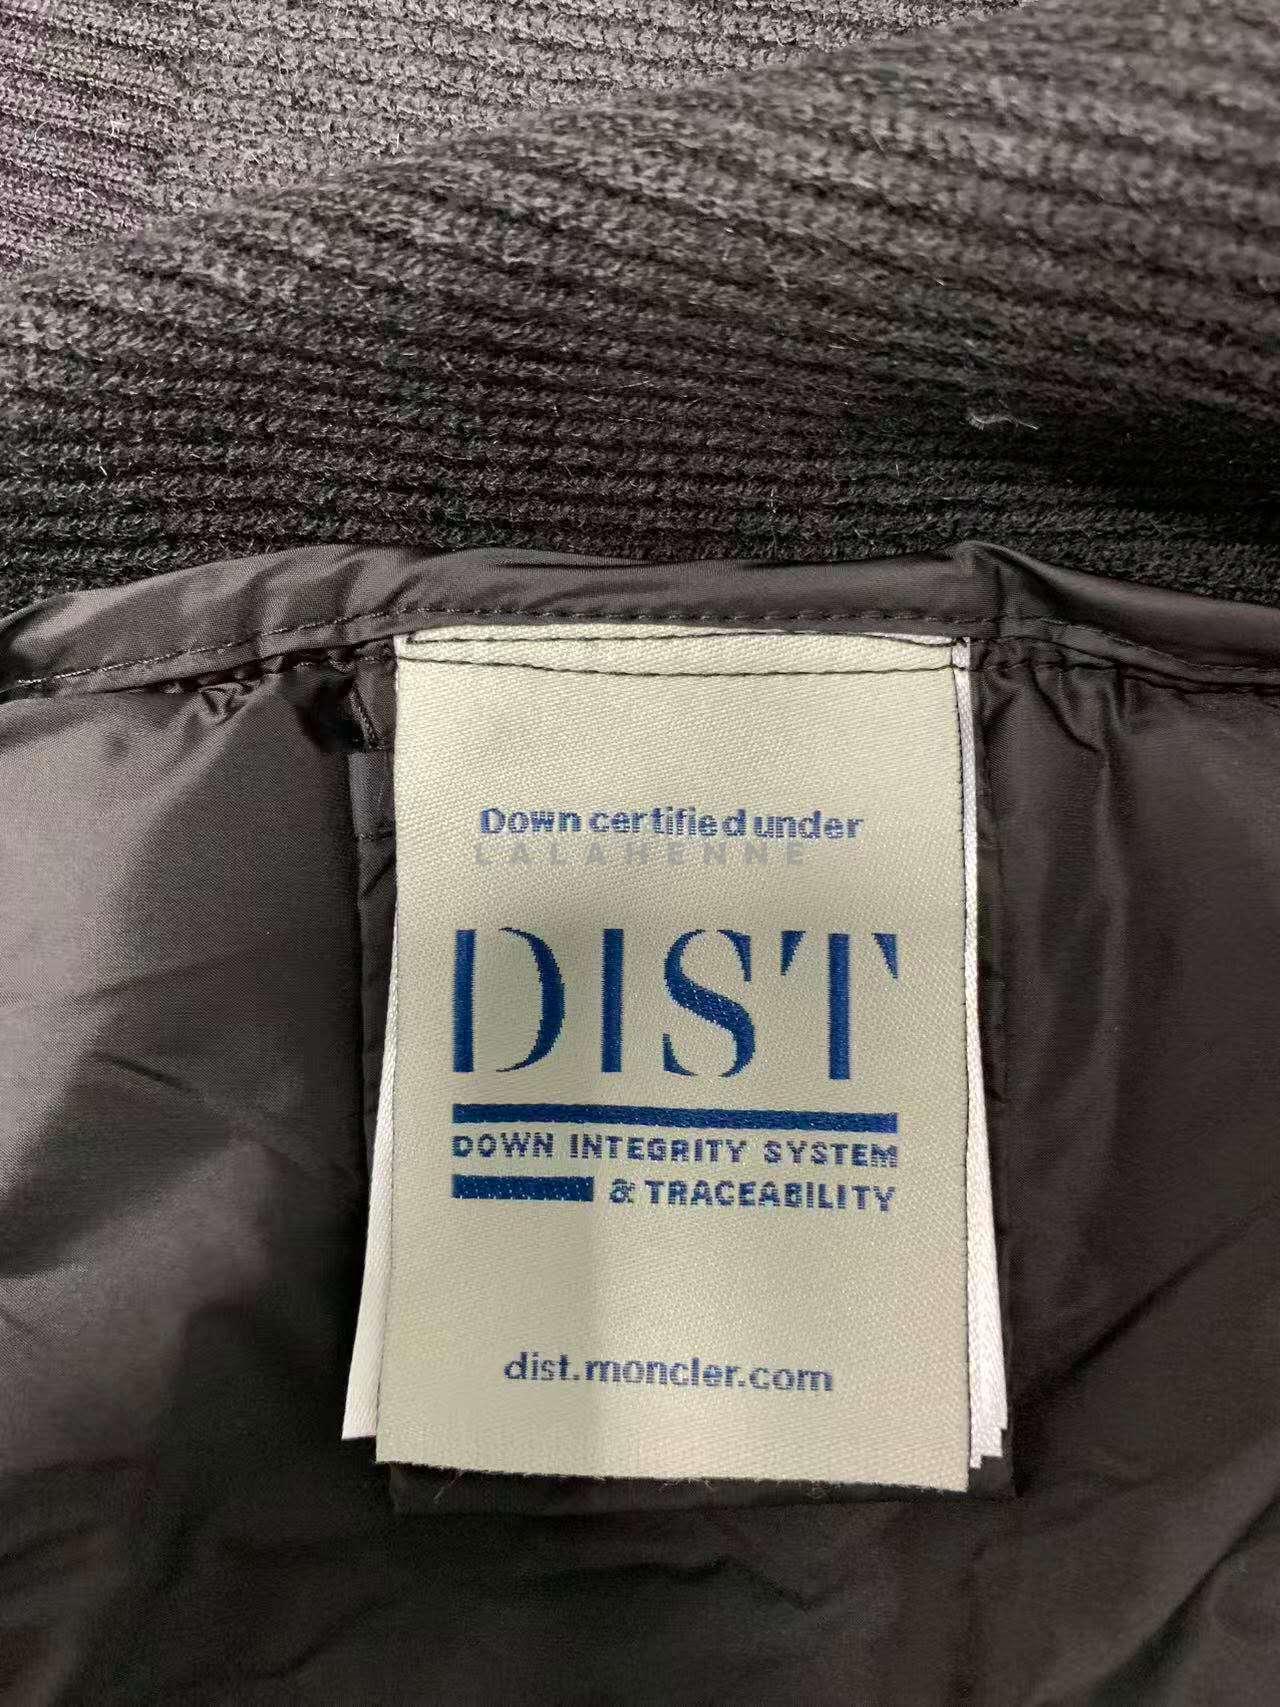 Down certified under
LALAHENNE
DIST
DOWN INTEGRITY SYSTEM
& TRACEABILITY
dist.moncler.com